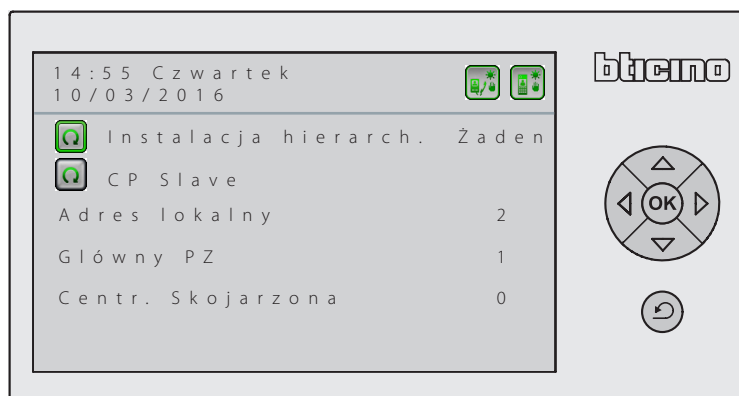 14:55 Czwartek
10/03/2016
Instalacja hierarch. Żaden
CP Slave
Adres lokalny 2
Glówny PZ 1
Centr. Skojarzona 0
bticino
OK